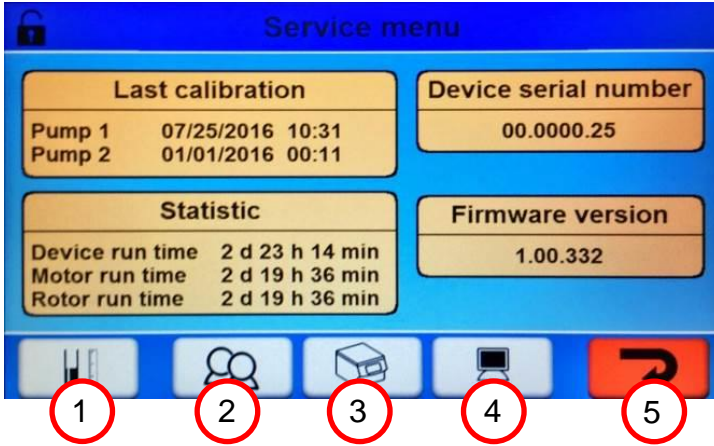 Service menu
Last calibration
Pump 1 07/25/2016 10:31
Pump 2 01/01/2016 00:11
Device serial number
00.0000.25
Statistic
Device run time 2 d 23 h 14 min
Motor run time 2 d 19 h 36 min
Rotor run time 2 d 19 h 36 min
Firmware version
1.00.332
1
2
3
4
5